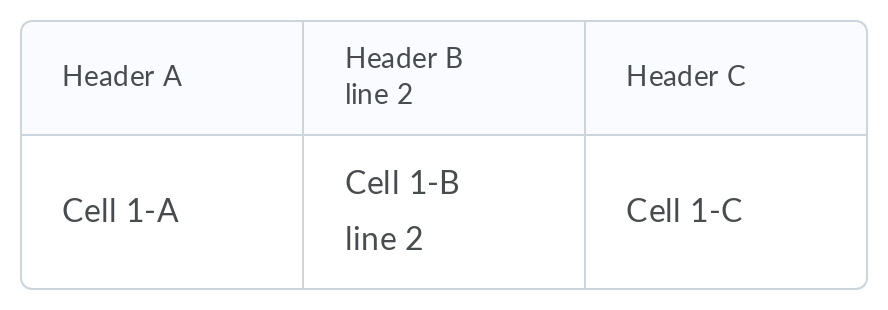 Header A
Header B
line 2
Header C
Cell 1-A
Cell 1-B
line 2
Cell 1-C